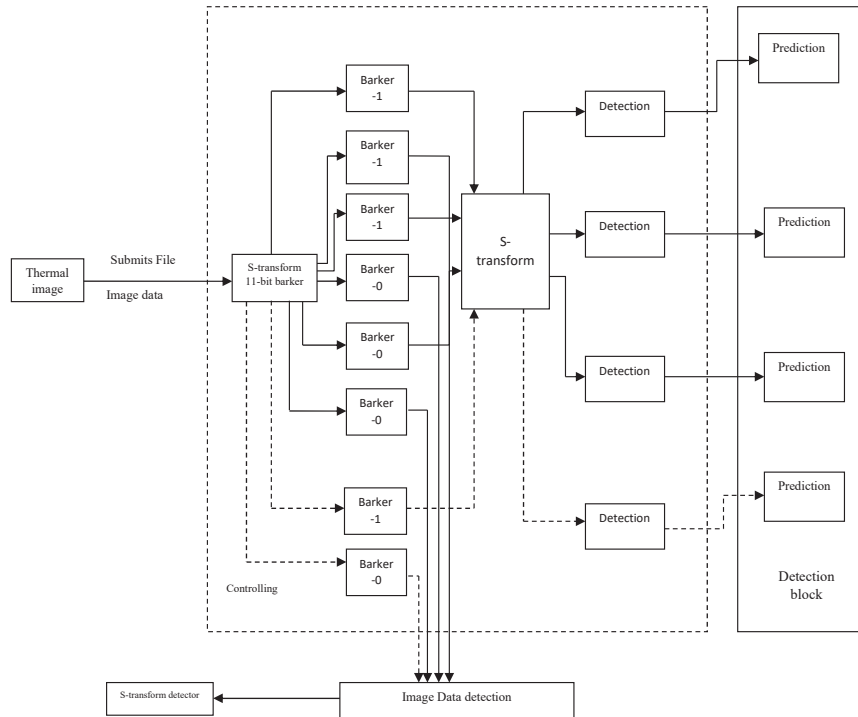 Thermal
image
Submits File
Image data
S-transform
11-bit barker
Barker
-1
Barker
-1
Barker
-1
Barker
-0
Barker
-0
Barker
-0
Barker
-1
Barker
-0
Controlling
S-
transform
Detection
Detection
Detection
Detection
Prediction
Prediction
Prediction
Prediction
Detection
block
S-transform detector
Image Data detection